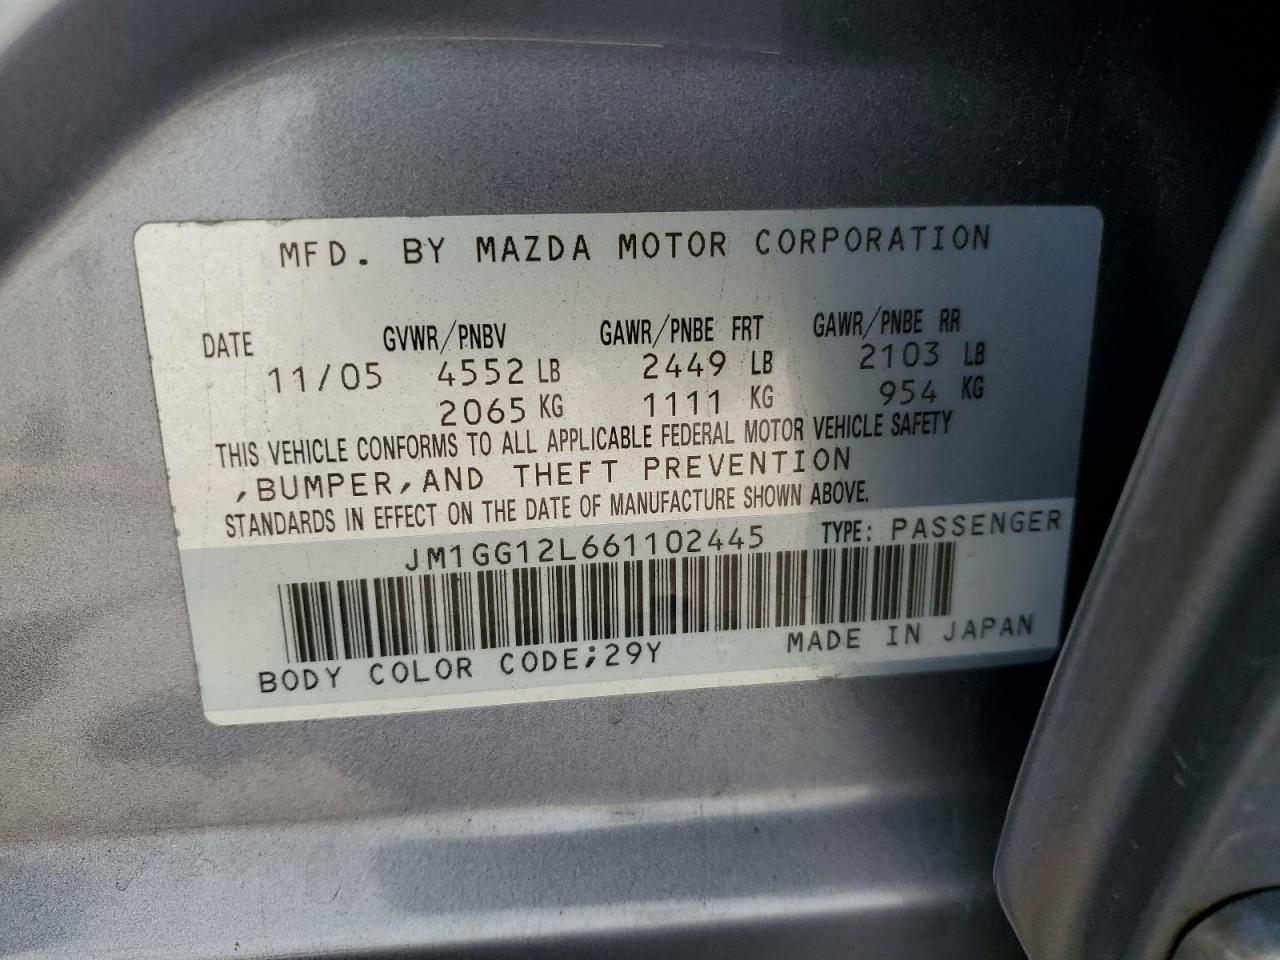 MFD. BY MAZDA MOTOR CORPORATION
DATE GVWR/PNBV GAWR/PNBE FRT GAWR/PNBE RR
11/05 4552 LB 2449 LB 2103 LB
2065 KG 1111 KG 954 KG
THIS VEHICLE CONFORMS TO ALL APPLICABLE FEDERAL MOTOR VEHICLE SAFETY
,BUMPER,AND THEFT PREVENTION
STANDARDS IN EFFECT ON THE DATE OF MANUFACTURE SHOWN ABOVE.
JM1GG12L661102445 TYPE: PASSENGER
BODY COLOR CODE;29Y MADE IN JAPAN